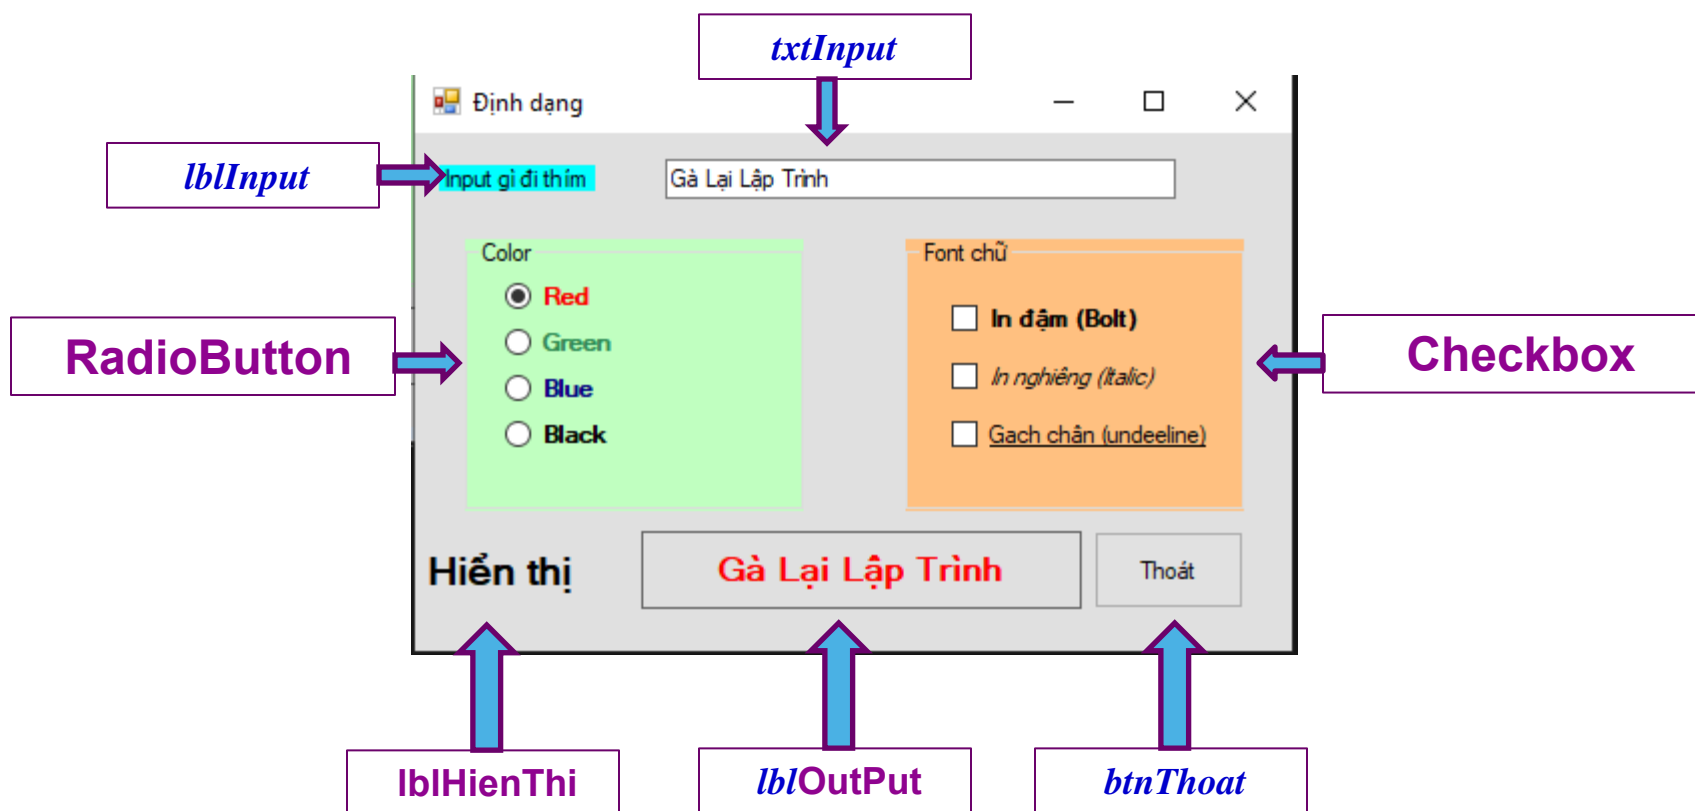 txtInput
Định dạng
lblInput
Input gì đi thím
Gà Lại Lập Trình
Color
Red
Green
Blue
Black
Font chữ
In đậm (Bolt)
In nghiêng (Italic)
Gach chân (undeeline)
RadioButton
Checkbox
Hiển thị
Gà Lại Lập Trình
Thoát
lblHienThi
lblOutPut
btnThoat